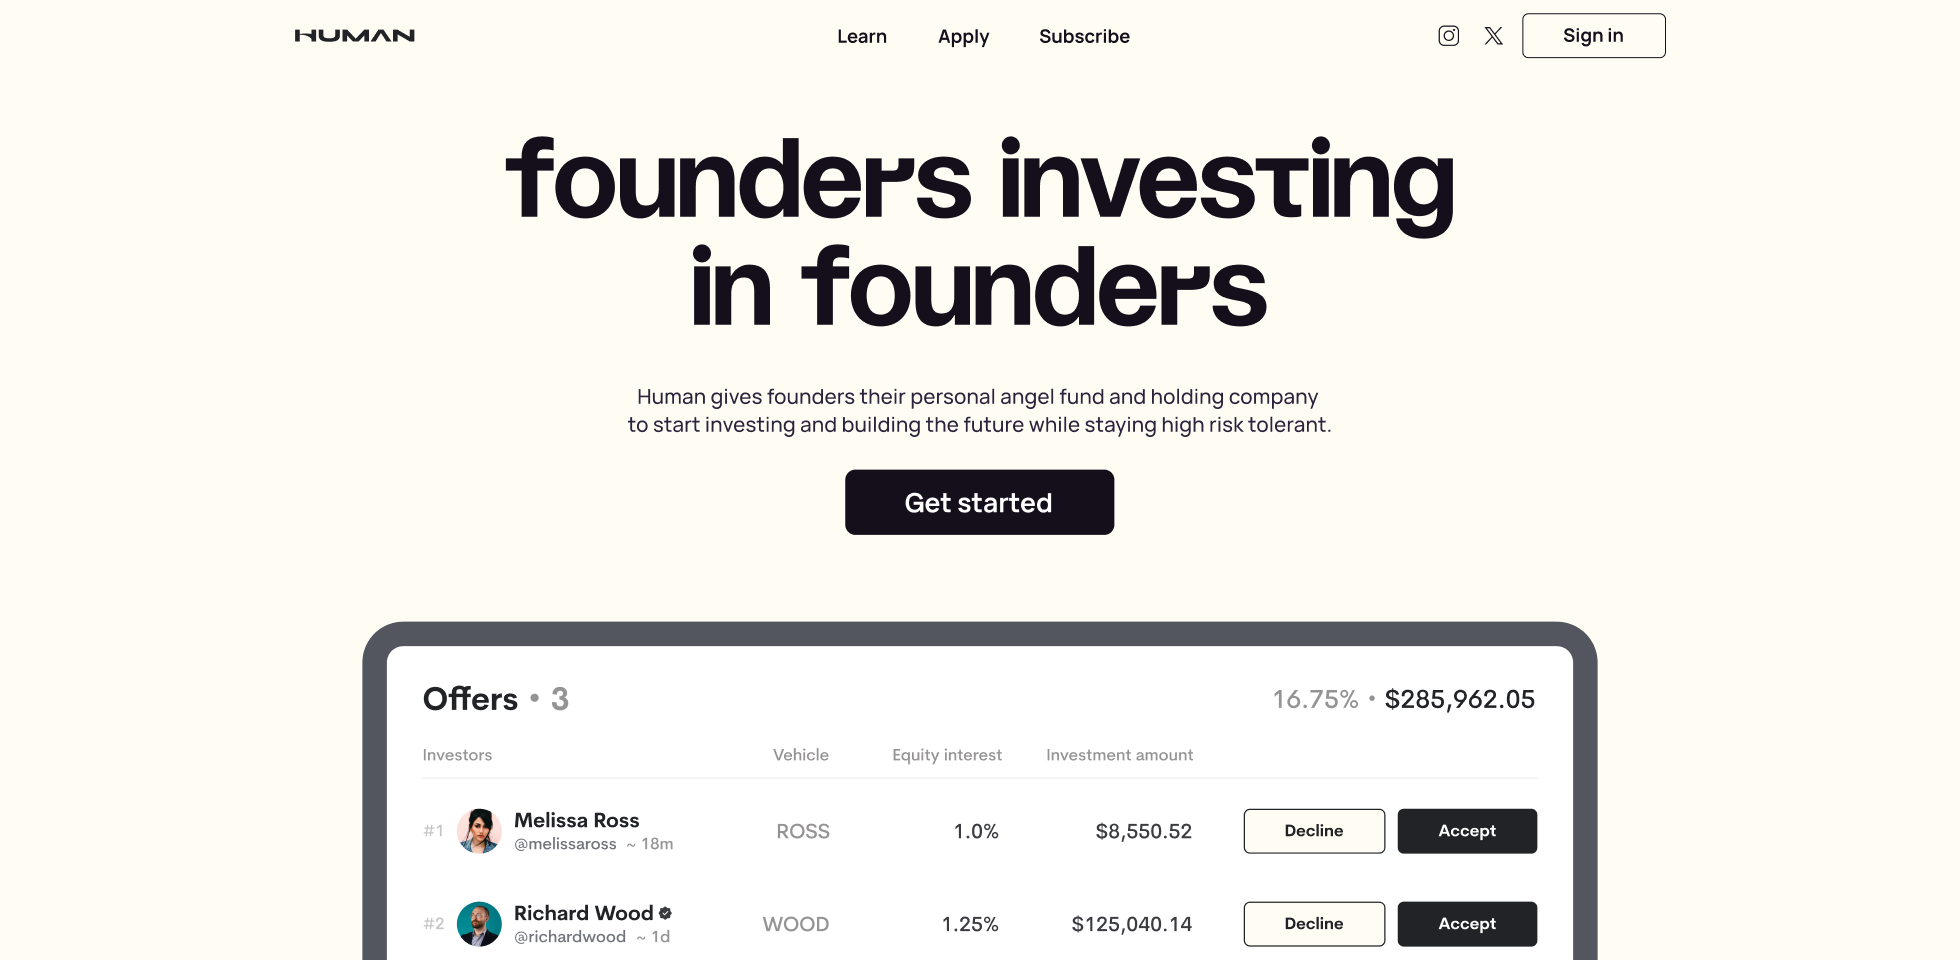 HUMAN
Learn Apply Subscribe
Sign in
founders investing
in founders
Human gives founders their personal angel fund and holding company
to start investing and building the future while staying high risk tolerant.
Get started
Offers • 3
16.75% • $285,962.05
Investors Vehicle Equity interest Investment amount
#1 Melissa Ross
@melissaross ~ 18m
ROSS 1.0% $8,550.52 Decline Accept
#2 Richard Wood
@richardwood ~ 1d
WOOD 1.25% $125,040.14 Decline Accept